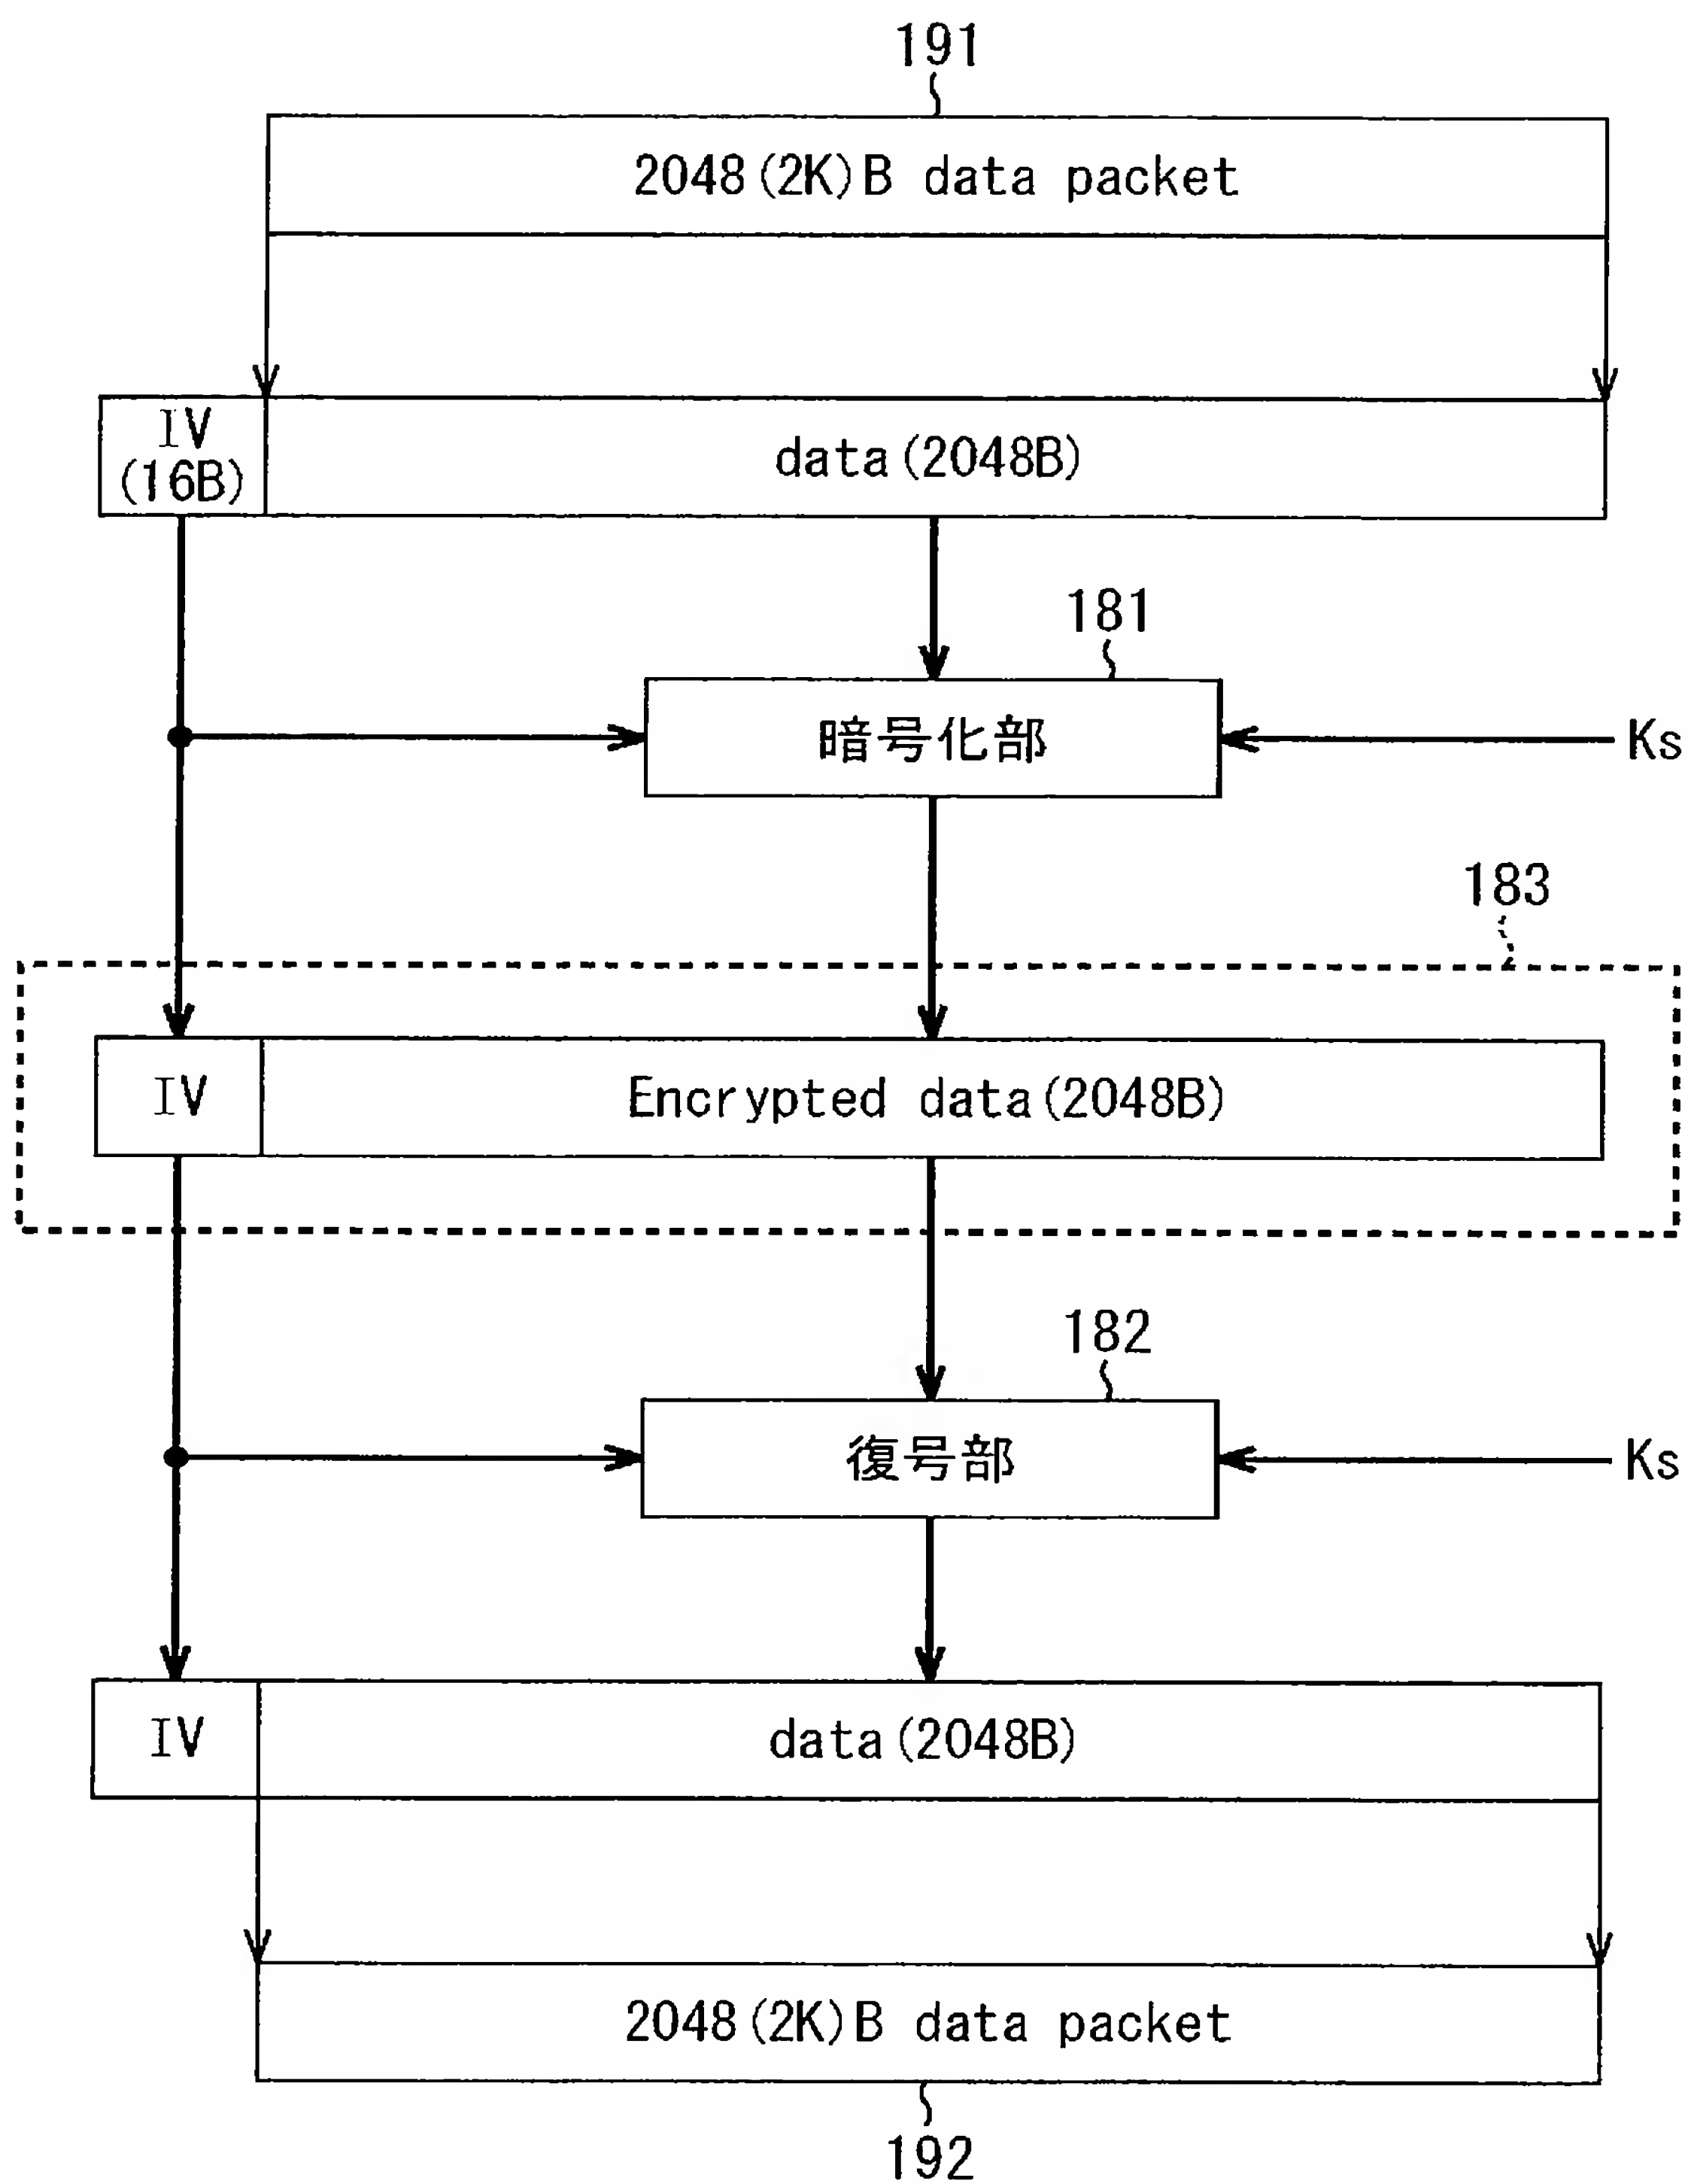 191
2048(2K)B data packet
IV
(16B)
data(2048B)
181
暗号化部
Ks
183
IV
Encrypted data(2048B)
182
復号部
Ks
IV
data(2048B)
2048(2K)B data packet
192